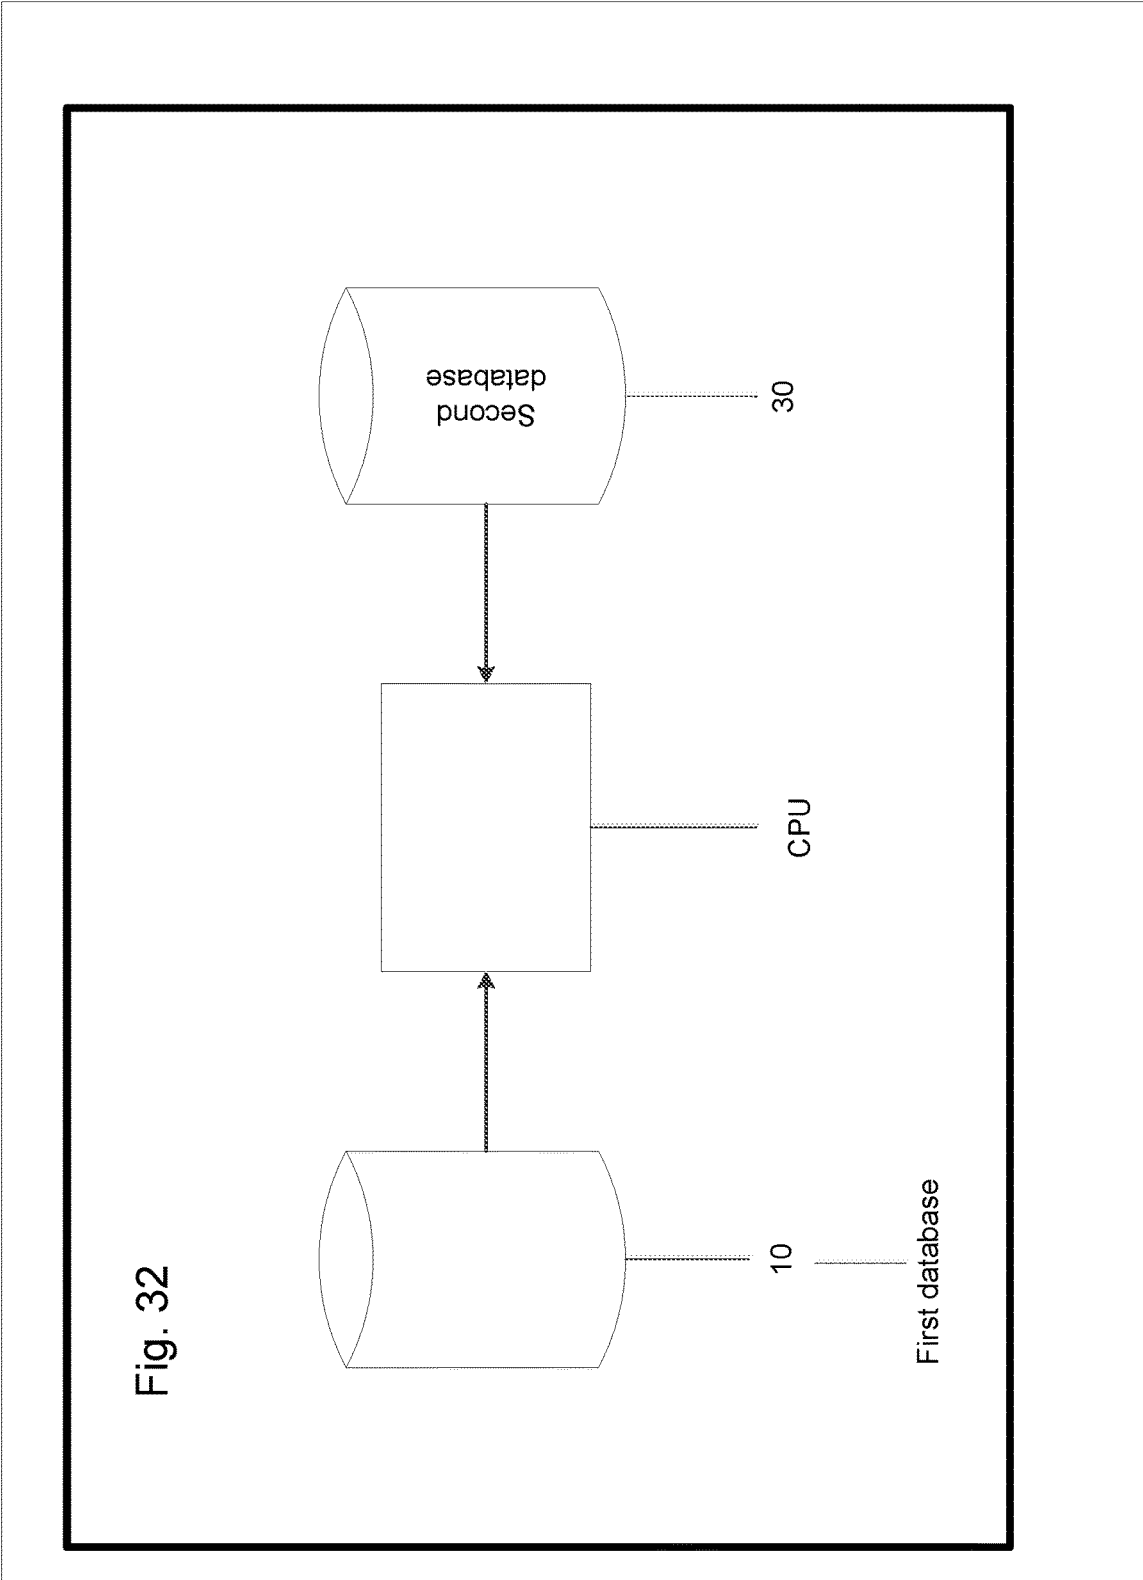 Fig. 32
Second
database
30
CPU
10
First database